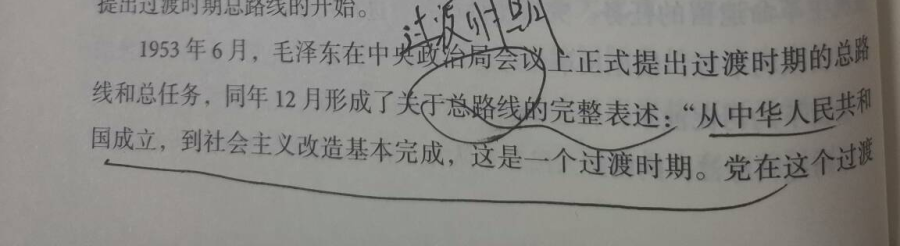 提出过渡时期总路线的开始。
过渡时期
1953年6月，毛泽东在中央政治局会议上正式提出过渡时期的总路
线和总任务，同年12月形成了关于总路线的完整表述：“从中华人民共和
国成立，到社会主义改造基本完成，这是一个过渡时期。党在这个过渡